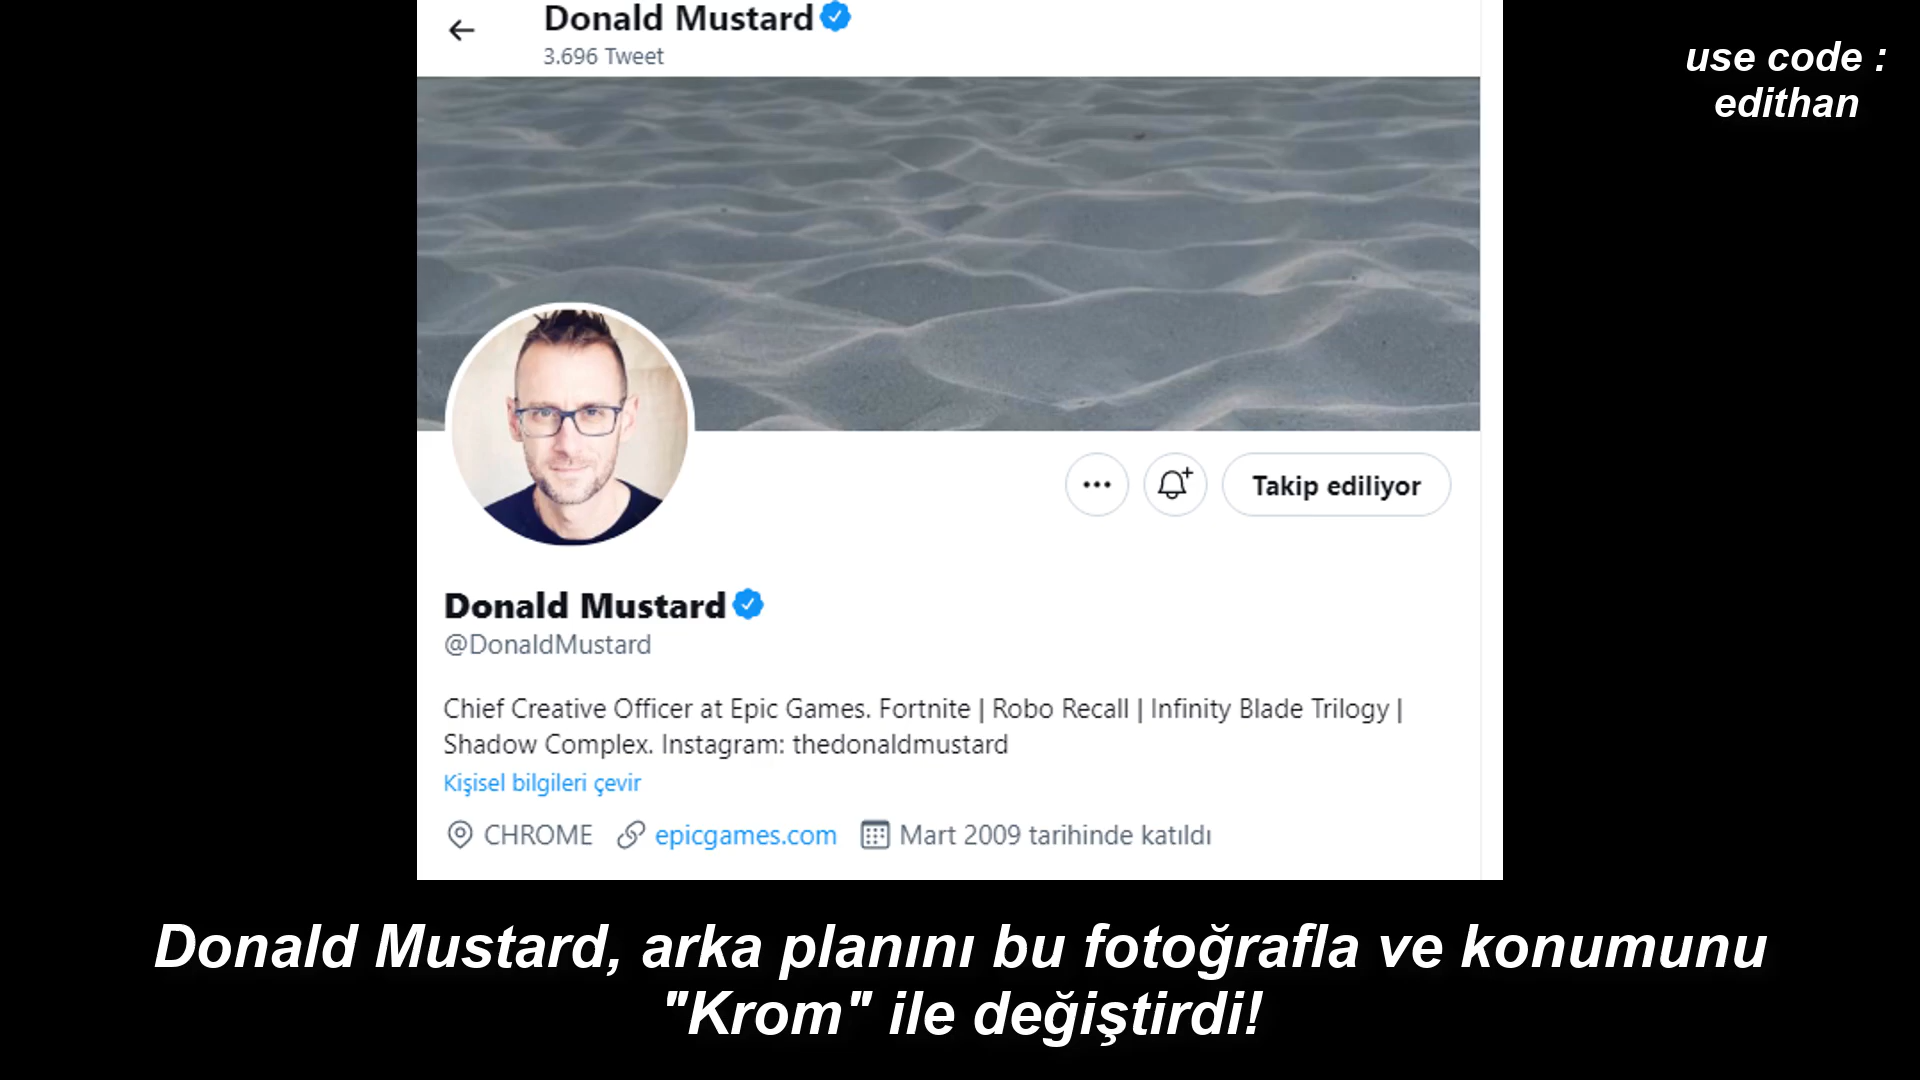 Donald Mustard
3.696 Tweet
use code :
edithan
Takip ediliyor
Donald Mustard
@DonaldMustard
Chief Creative Officer at Epic Games. Fortnite | Robo Recall | Infinity Blade Trilogy |
Shadow Complex. Instagram: thedonaldmustard
Kişisel bilgileri çevir
CHROME epicgames.com Mart 2009 tarihinde katıldı
Donald Mustard, arka planını bu fotoğrafla ve konumunu
"Krom" ile değiştirdi!